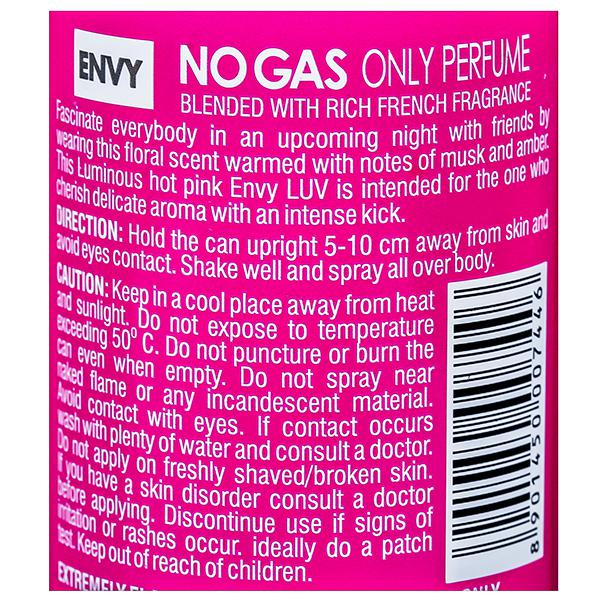 ENVY
NO GAS ONLY PERFUME
BLENDED WITH RICH FRENCH FRAGRANCE
Fascinate everybody in an upcoming night with friends by
wearing this floral scent warmed with notes of musk and amber.
This Luminous hot pink Envy LUV is intended for the one who
cherish delicate aroma with an intense kick.
DIRECTION: Hold the can upright 5-10 cm away from skin and
avoid eyes contact. Shake well and spray all over body.
CAUTION: Keep in a cool place away from heat
and sunlight. Do not expose to temperature
exceeding 50⁰ C. Do not puncture or burn the
can even when empty. Do not spray near
naked flame or any incandescent material.
Avoid contact with eyes. If contact occurs
wash with plenty of water and consult a doctor.
Do not apply on freshly shaved/broken skin.
If you have a skin disorder consult a doctor
before applying. Discontinue use if signs of
irritation or rashes occur. ideally do a patch
test. Keep out of reach of children.
8901450007446
EXTREMELY ONLY